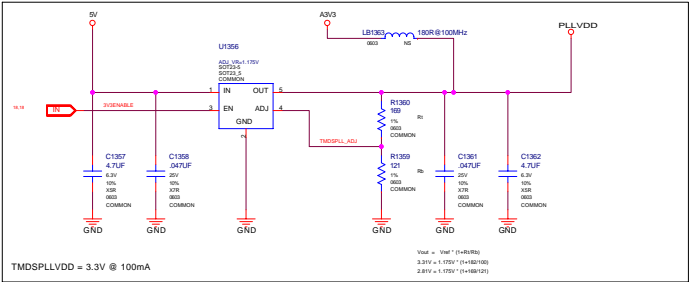 5V
A3V3
PLLVDD
LB1363
180R@100MHz
0603
NS
U1356
ADJ_VR=1.175V
SOT23-5
SOT23_5
COMMON
1
IN
OUT
5
3
EN
ADJ
4
GND
2
IN
3V3ENABLE
TMDSPLL_ADJ
R1360
169
1%
0603
COMMON
Rt
R1359
121
1%
0603
COMMON
Rb
C1357
4.7UF
6.3V
10%
X5R
0603
COMMON
C1358
.047UF
25V
10%
X7R
0603
COMMON
C1361
.047UF
25V
10%
X7R
0603
COMMON
C1362
4.7UF
6.3V
10%
X5R
0603
COMMON
GND
GND
GND
GND
GND
GND
Vout = Vref * (1+Rt/Rb)
3.31V = 1.175V * (1+182/100)
2.81V = 1.175V * (1+169/121)
TMDSPLLVDD = 3.3V @ 100mA